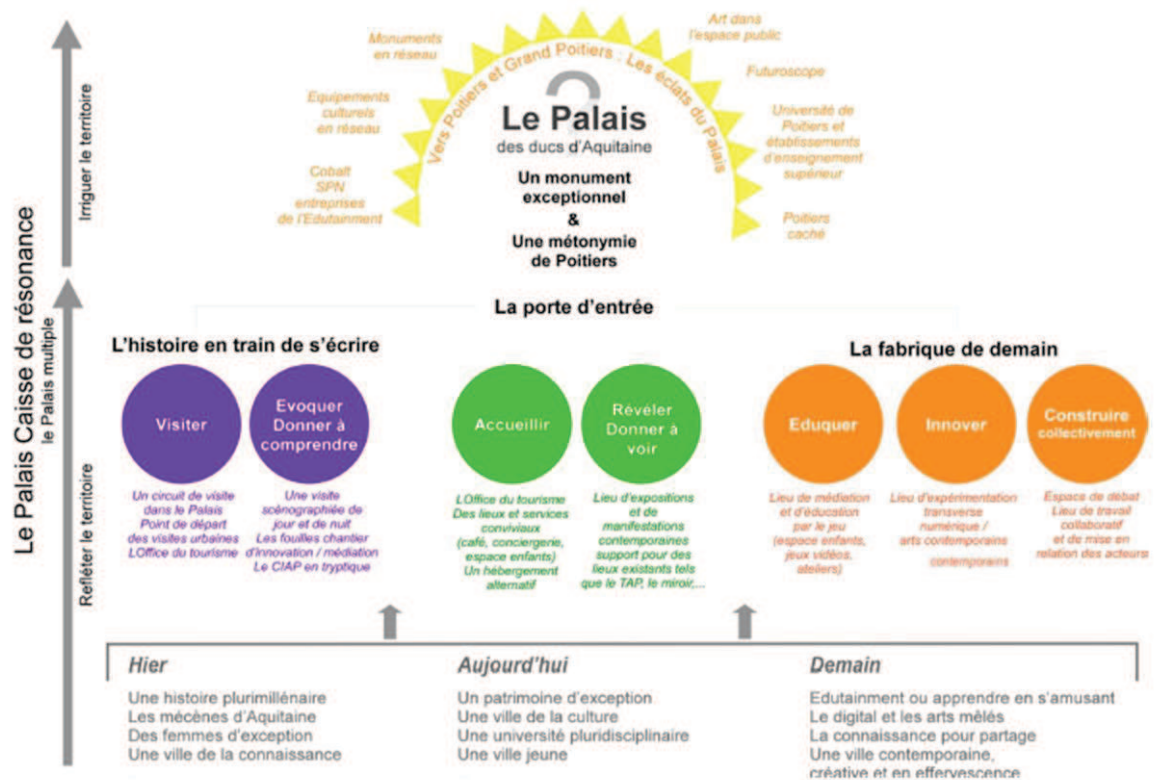 Le Palais Caisse de résonance
le Palais multiple
Irriguer le territoire
Refléter le territoire
Vers Poitiers et Grand Poitiers : Les éclats du Palais
Monuments
en réseau
Equipements
culturels
en réseau
Cobalt
SPN
entreprises
de l'Edutainment
Art dans
l'espace public
Futuroscope
Université de
Poitiers et
établissements
d'enseignement
supérieur
Poitiers
caché
?
Le Palais
des ducs d'Aquitaine
Un monument
exceptionnel
&
Une métonymie
de Poitiers
La porte d'entrée
L'histoire en train de s'écrire
La fabrique de demain
Visiter
Evoquer
Donner à
comprendre
Accueillir
Révéler
Donner à
voir
Eduquer
Innover
Construire
collectivement
Un circuit de visite
dans le Palais
Point de départ
des visites urbaines
L'Office du tourisme
Une visite
scénographiée de
jour et de nuit
Les fouilles chantier
d'innovation / médiation
Le CIAP en tryptique
L'Office du tourisme
Des lieux et services
conviviaux
(café, conciergerie,
espace enfants)
Un hébergement
alternatif
Lieu d'expositions
et de
manifestations
contemporaines
support pour des
lieux existants tels
que le TAP, le miroir,...
Lieu de médiation
et d'éducation
par le jeu
(espace enfants,
jeux vidéos,
ateliers)
Lieu d'expérimentation
transverse
numérique /
arts contemporains
contemporains
Espace de débat
Lieu de travail
collaboratif
et de mise en
relation des acteurs
Hier
Une histoire plurimillénaire
Les mécènes d'Aquitaine
Des femmes d'exception
Une ville de la connaissance
Aujourd'hui
Un patrimoine d'exception
Une ville de la culture
Une université pluridisciplinaire
Une ville jeune
Demain
Edutainment ou apprendre en s'amusant
Le digital et les arts mêlés
La connaissance pour partage
Une ville contemporaine,
créative et en effervescence